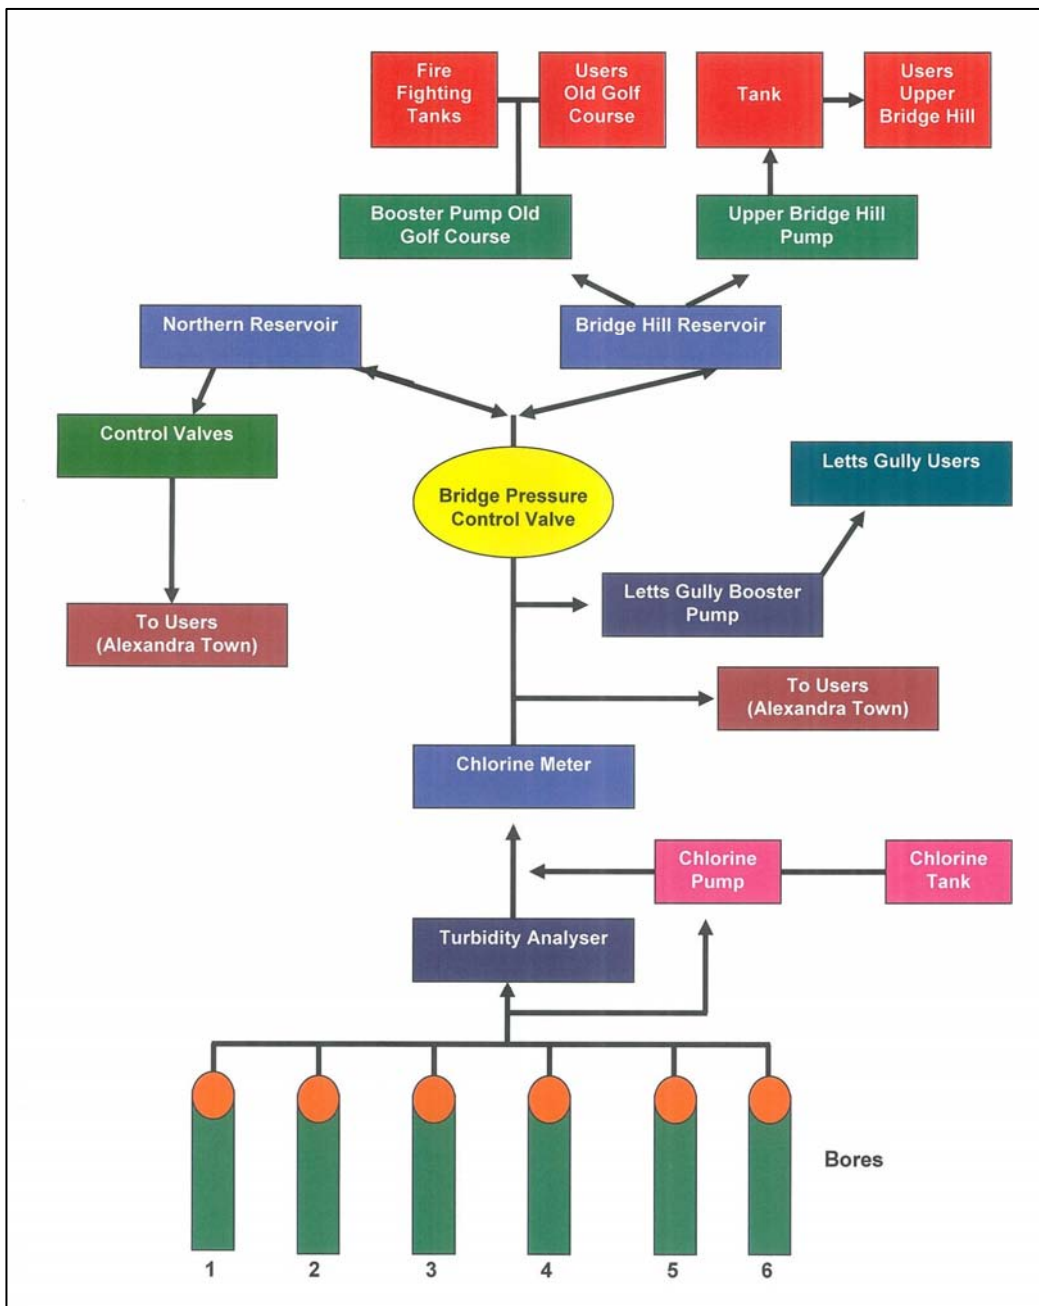 Fire
Fighting
Tanks
Users
Old Golf
Course
Tank
Users
Upper
Bridge Hill
Booster Pump Old
Golf Course
Upper Bridge Hill
Pump
Northern Reservoir
Bridge Hill Reservoir
Control Valves
Letts Gully Users
Bridge Pressure
Control Valve
Letts Gully Booster
Pump
To Users
(Alexandra Town)
To Users
(Alexandra Town)
Chlorine Meter
Chlorine
Pump
Chlorine
Tank
Turbidity Analyser
Bores
1 2 3 4 5 6